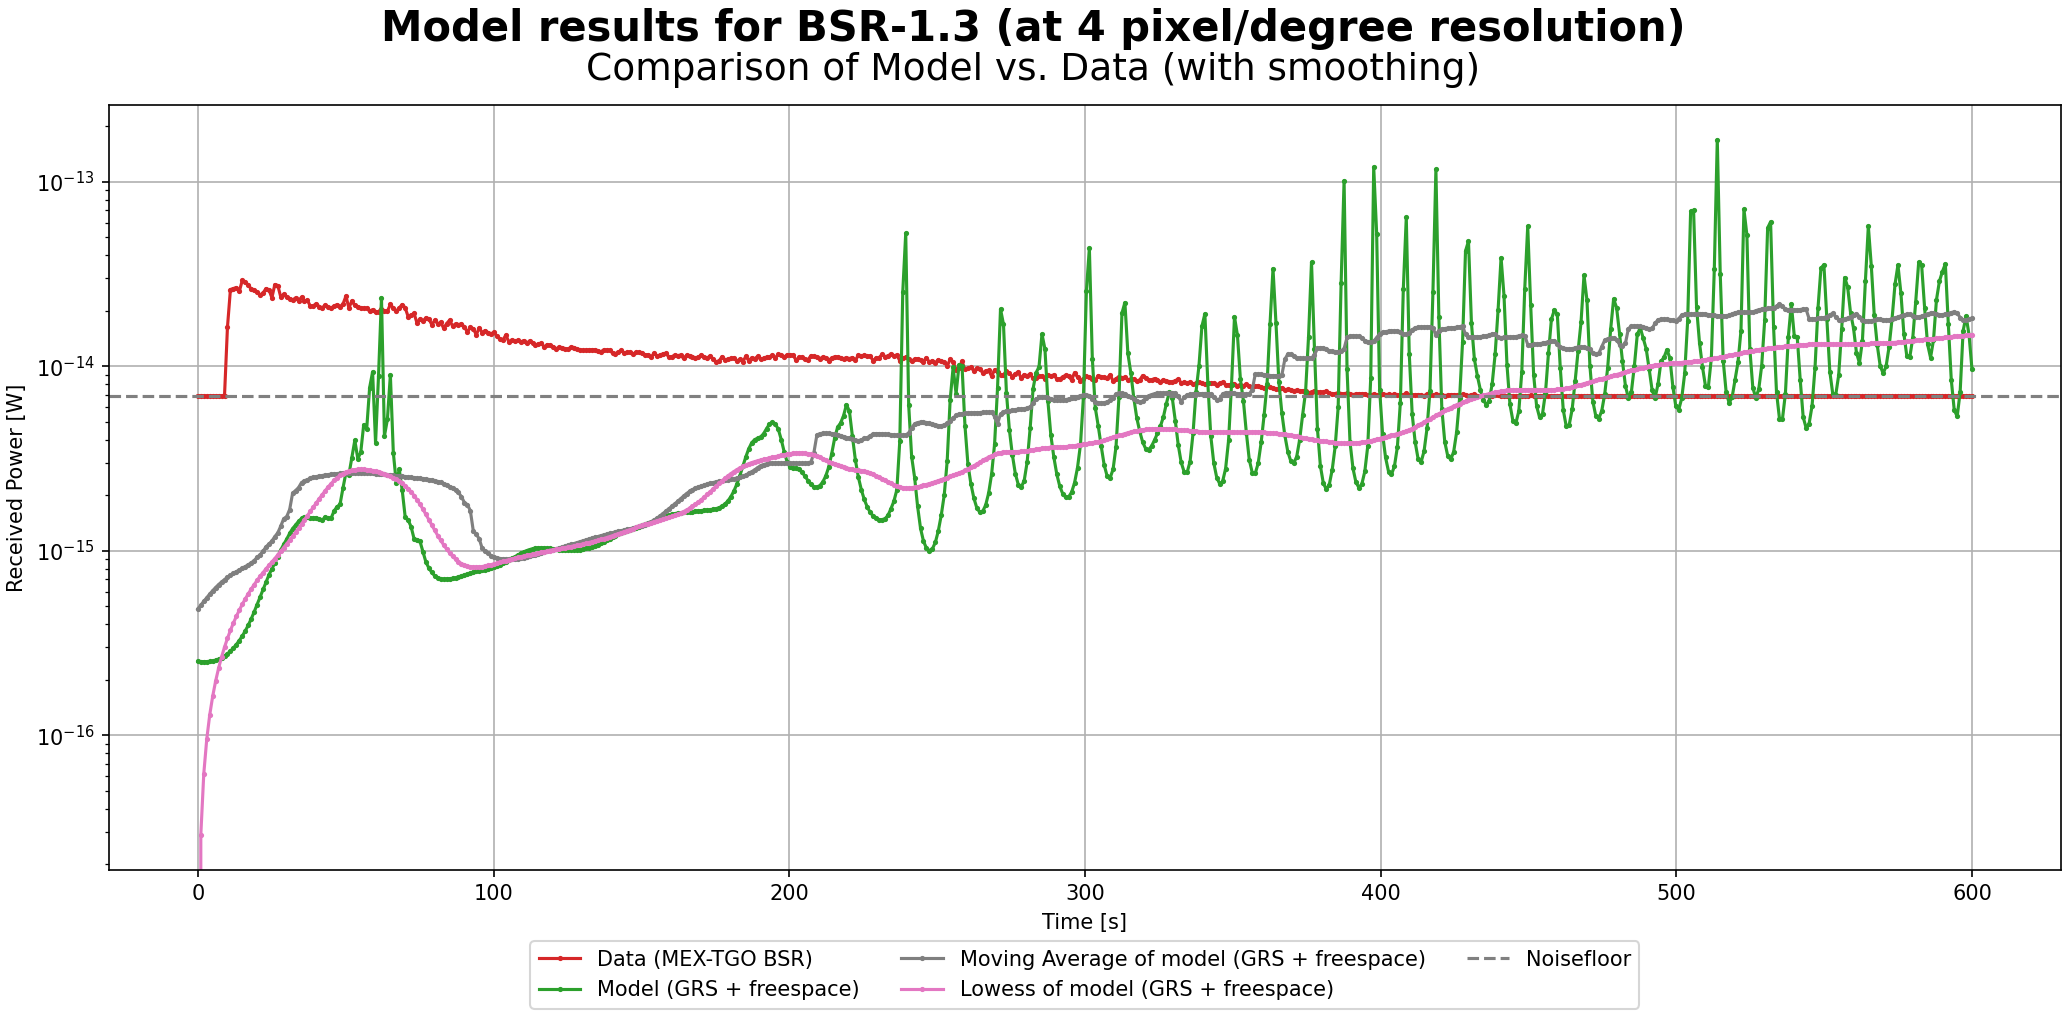 Model results for BSR-1.3 (at 4 pixel/degree resolution)
Comparison of Model vs. Data (with smoothing)
Received Power [W]
10⁻¹³
10⁻¹⁴
10⁻¹⁵
10⁻¹⁶
0 100 200 300 400 500 600
Time [s]
Data (MEX-TGO BSR)
Model (GRS + freespace)
Moving Average of model (GRS + freespace)
Lowess of model (GRS + freespace)
Noisefloor